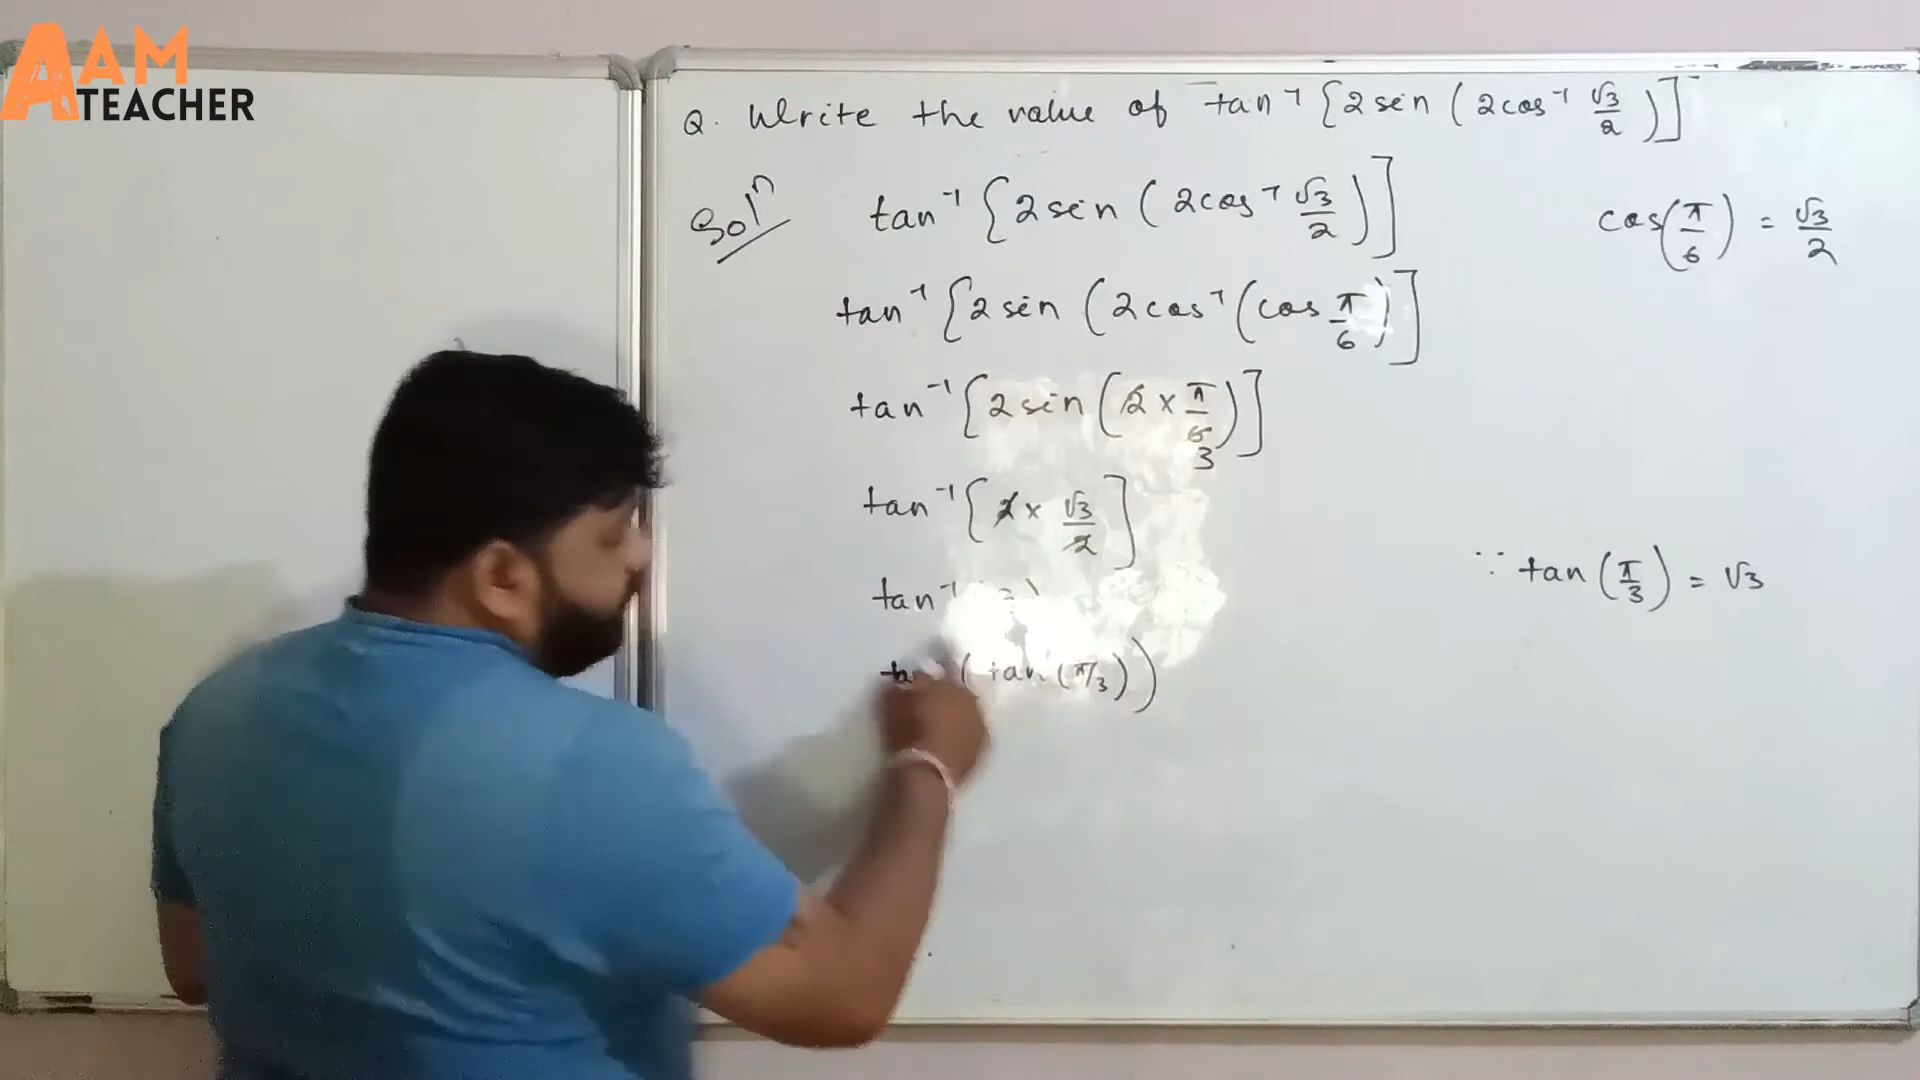 AAM
TEACHER
Q. Write the value of tan⁻¹ [2 sin (2 cos⁻¹ √3/2)]
Solⁿ tan⁻¹ [2 sin (2 cos⁻¹ √3/2)]
cos(π/6) = √3/2
tan⁻¹ [2 sin (2 cos⁻¹ (cos π/6)]
tan⁻¹ [2 sin (2 × π/6)]
3
tan⁻¹ [2 × √3/2]
tan⁻¹
∵ tan (π/3) = √3
(tan (π/3))